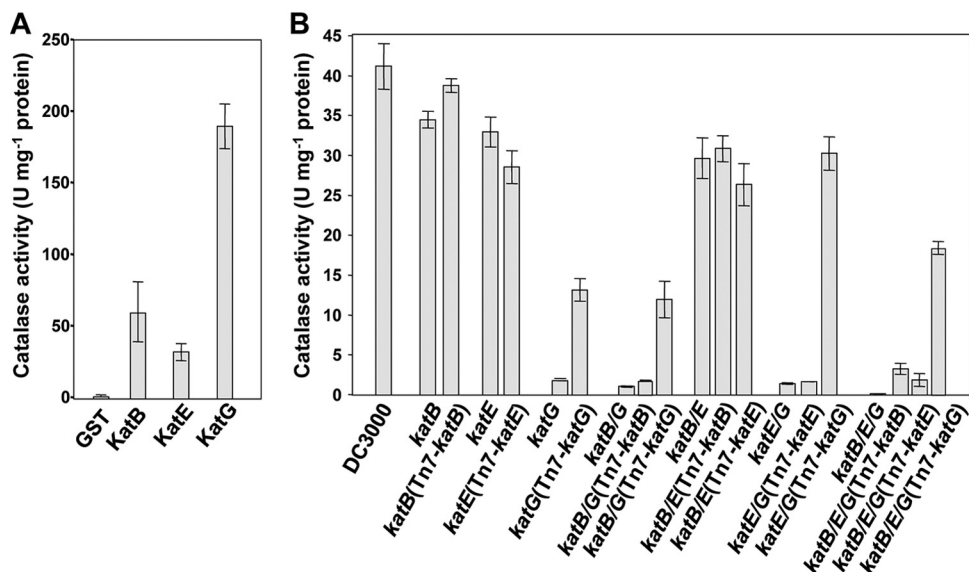 A
Catalase activity (U mg⁻¹ protein)
250
200
150
100
50
0
GST
KatB
KatE
KatG
B
Catalase activity (U mg⁻¹ protein)
45
40
35
30
25
20
15
10
5
0
DC3000
katB
katB(Tn7-katB)
katE
katE(Tn7-katE)
katG
katG(Tn7-katG)
katB/G
katB/G(Tn7-katB)
katB/G(Tn7-katG)
katB/E
katB/E(Tn7-katB)
katB/E(Tn7-katE)
katE/G
katE/G(Tn7-katE)
katE/G(Tn7-katG)
katB/E/G
katB/E/G(Tn7-katB)
katB/E/G(Tn7-katE)
katB/E/G(Tn7-katG)